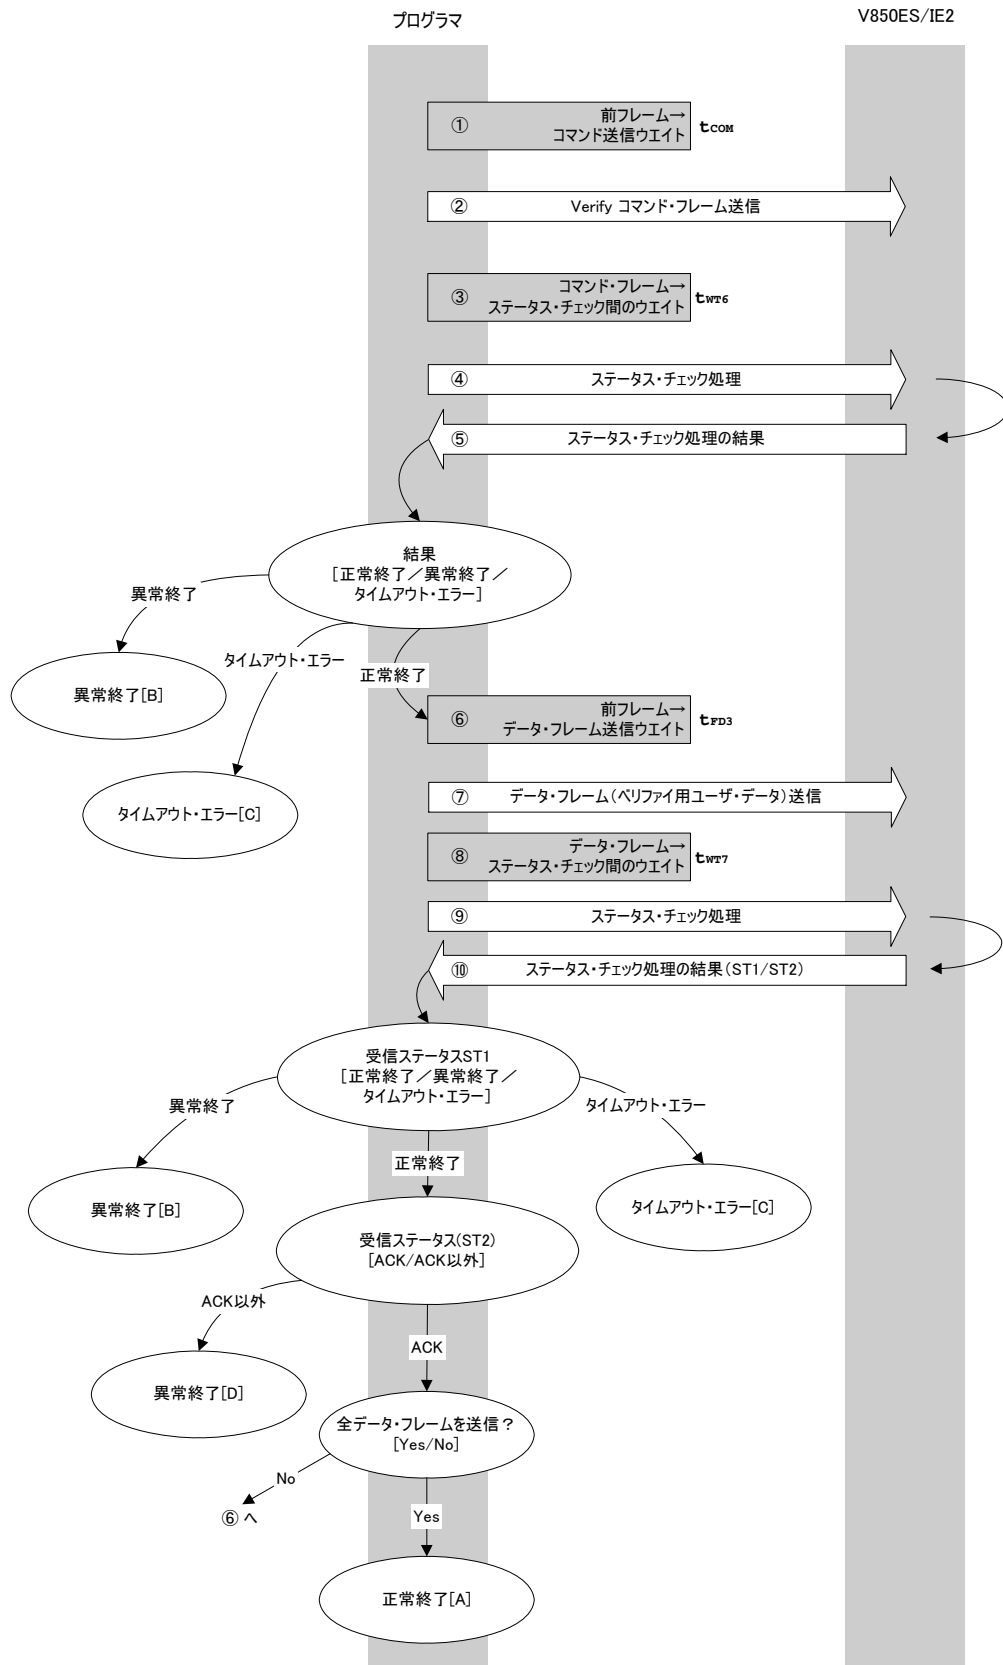 プログラマ
V850ES/IE2
① 前フレーム→
コマンド送信ウエイト
tCOM
② Verify コマンド・フレーム送信
③ コマンド・フレーム→
ステータス・チェック間のウエイト
tWT6
④ ステータス・チェック処理
⑤ ステータス・チェック処理の結果
結果
[正常終了／異常終了／
タイムアウト・エラー]
異常終了
タイムアウト・エラー
正常終了
異常終了[B]
⑥ 前フレーム→
データ・フレーム送信ウエイト
tFD3
タイムアウト・エラー[C]
⑦ データ・フレーム（ベリファイ用ユーザ・データ）送信
⑧ データ・フレーム→
ステータス・チェック間のウエイト
tWT7
⑨ ステータス・チェック処理
⑩ ステータス・チェック処理の結果（ST1/ST2）
受信ステータスST1
[正常終了／異常終了／
タイムアウト・エラー]
異常終了
タイムアウト・エラー
正常終了
異常終了[B]
タイムアウト・エラー[C]
受信ステータス(ST2)
[ACK/ACK以外]
ACK以外
ACK
異常終了[D]
全データ・フレームを送信？
[Yes/No]
No
⑥ へ
Yes
正常終了[A]